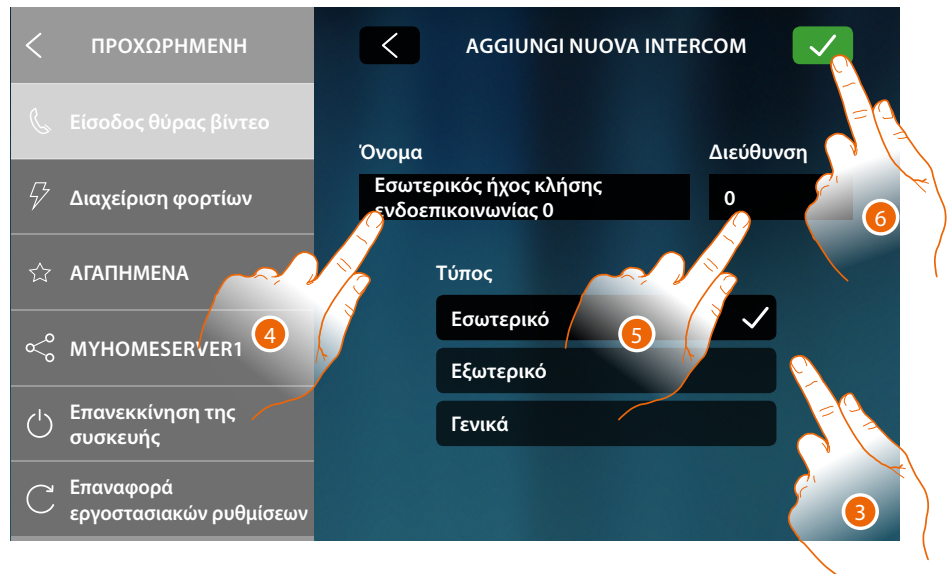 ΠΡΟΧΩΡΗΜΕΝΗ
Είσοδος θύρας βίντεο
Διαχείριση φορτίων
ΑΓΑΠΗΜΕΝΑ
MYHOMESERVER1
Επανεκκίνηση της
συσκευής
Επαναφορά
εργοστασιακών ρυθμίσεων
AGGIUNGI NUOVA INTERCOM
Όνομα
Διεύθυνση
Εσωτερικός ήχος κλήσης
ενδοεπικοινωνίας 0
0
Τύπος
Εσωτερικό
Εξωτερικό
Γενικά
4
5
6
3